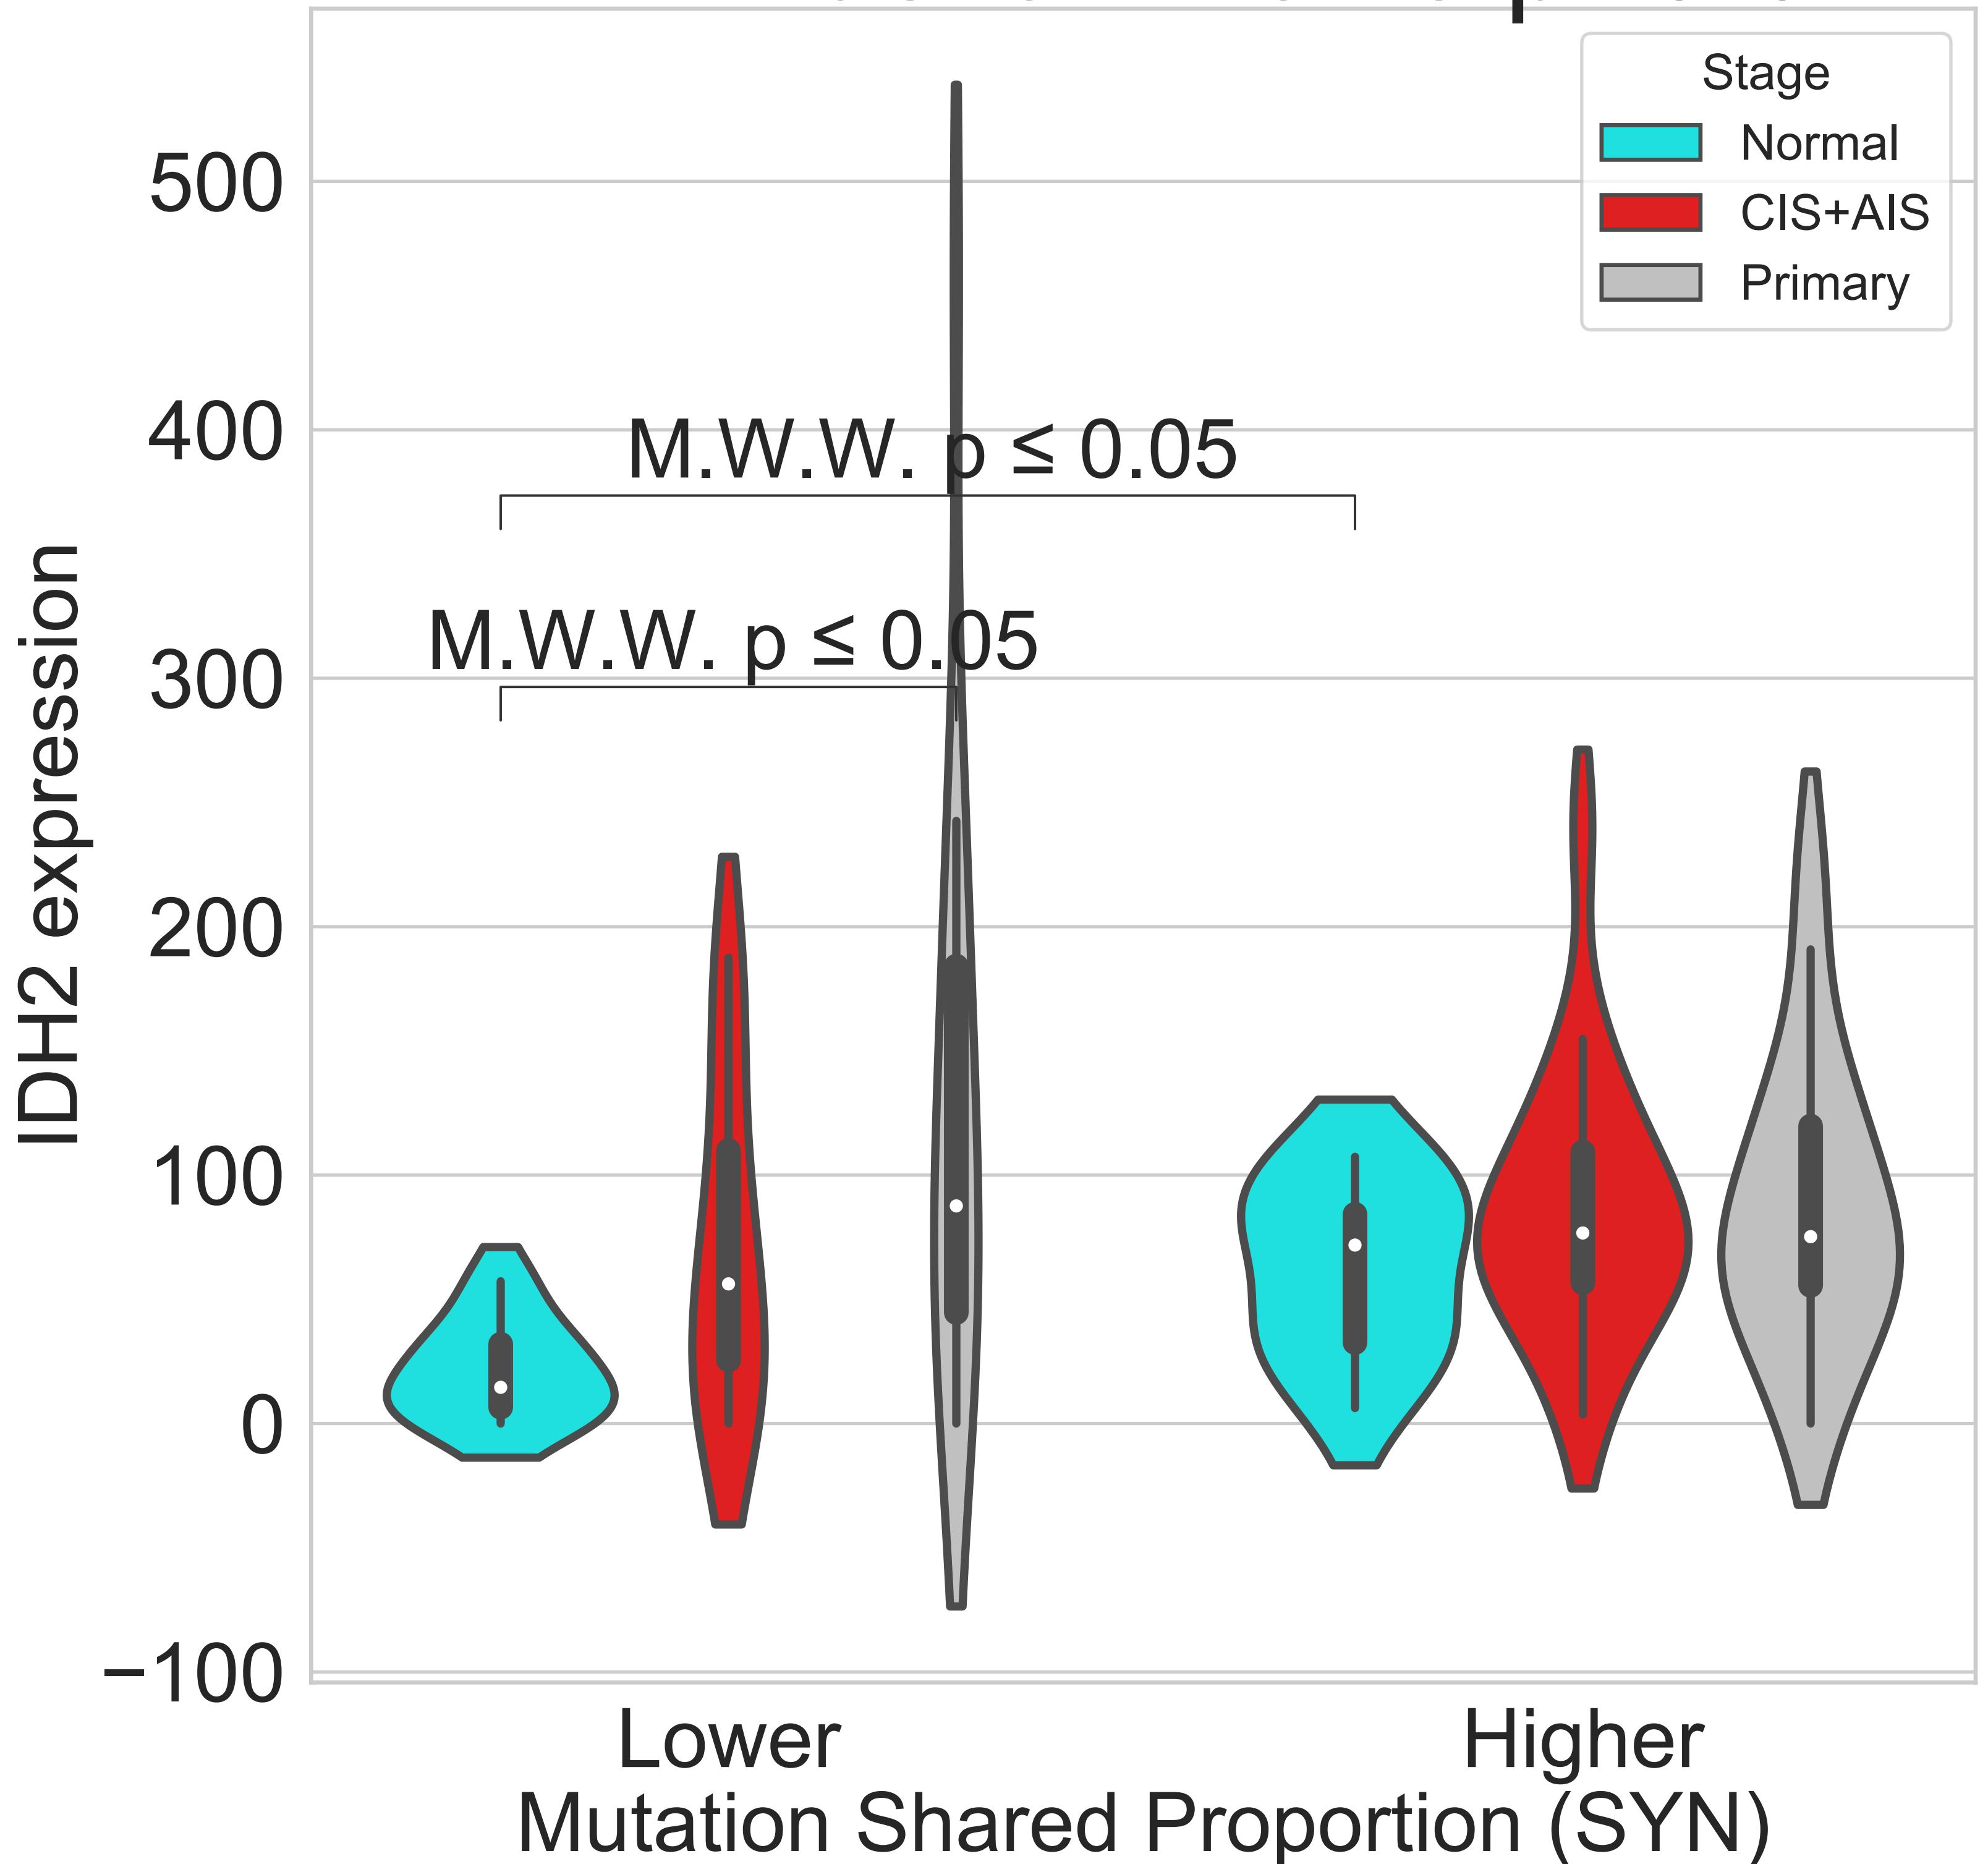 Stage
Normal
CIS+AIS
Primary
500
400
300
200
100
0
−100
IDH2 expression
M.W.W. p ≤ 0.05
M.W.W. p ≤ 0.05
Lower
Higher
Mutation Shared Proportion (SYN)